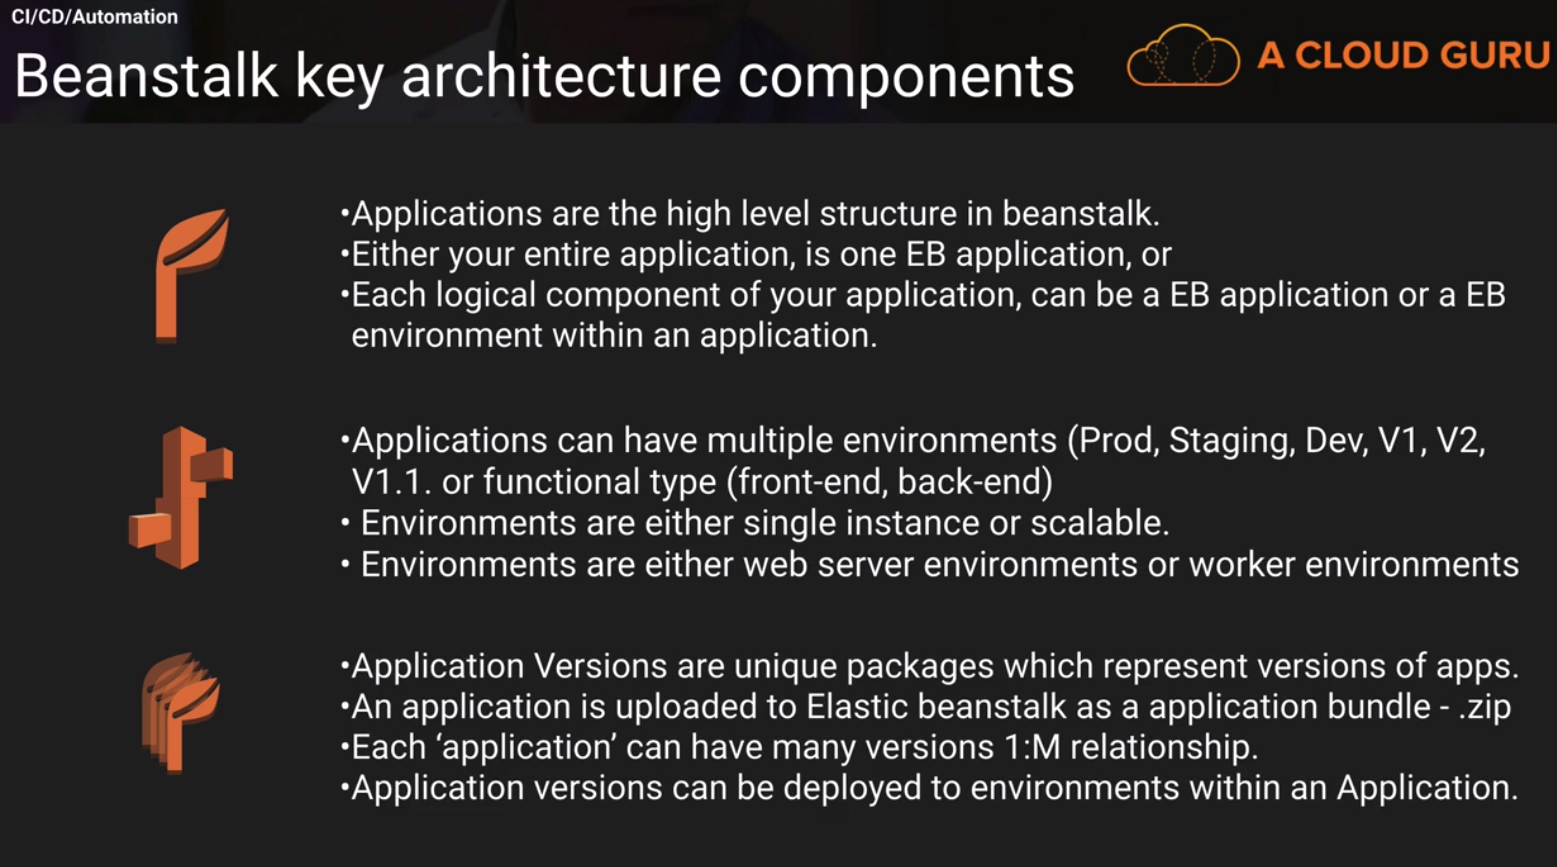 CI/CD/Automation
Beanstalk key architecture components
A CLOUD GURU
•Applications are the high level structure in beanstalk.
•Either your entire application, is one EB application, or
•Each logical component of your application, can be a EB application or a EB
environment within an application.
•Applications can have multiple environments (Prod, Staging, Dev, V1, V2,
V1.1. or functional type (front-end, back-end)
• Environments are either single instance or scalable.
• Environments are either web server environments or worker environments
•Application Versions are unique packages which represent versions of apps.
•An application is uploaded to Elastic beanstalk as a application bundle - .zip
•Each ‘application’ can have many versions 1:M relationship.
•Application versions can be deployed to environments within an Application.